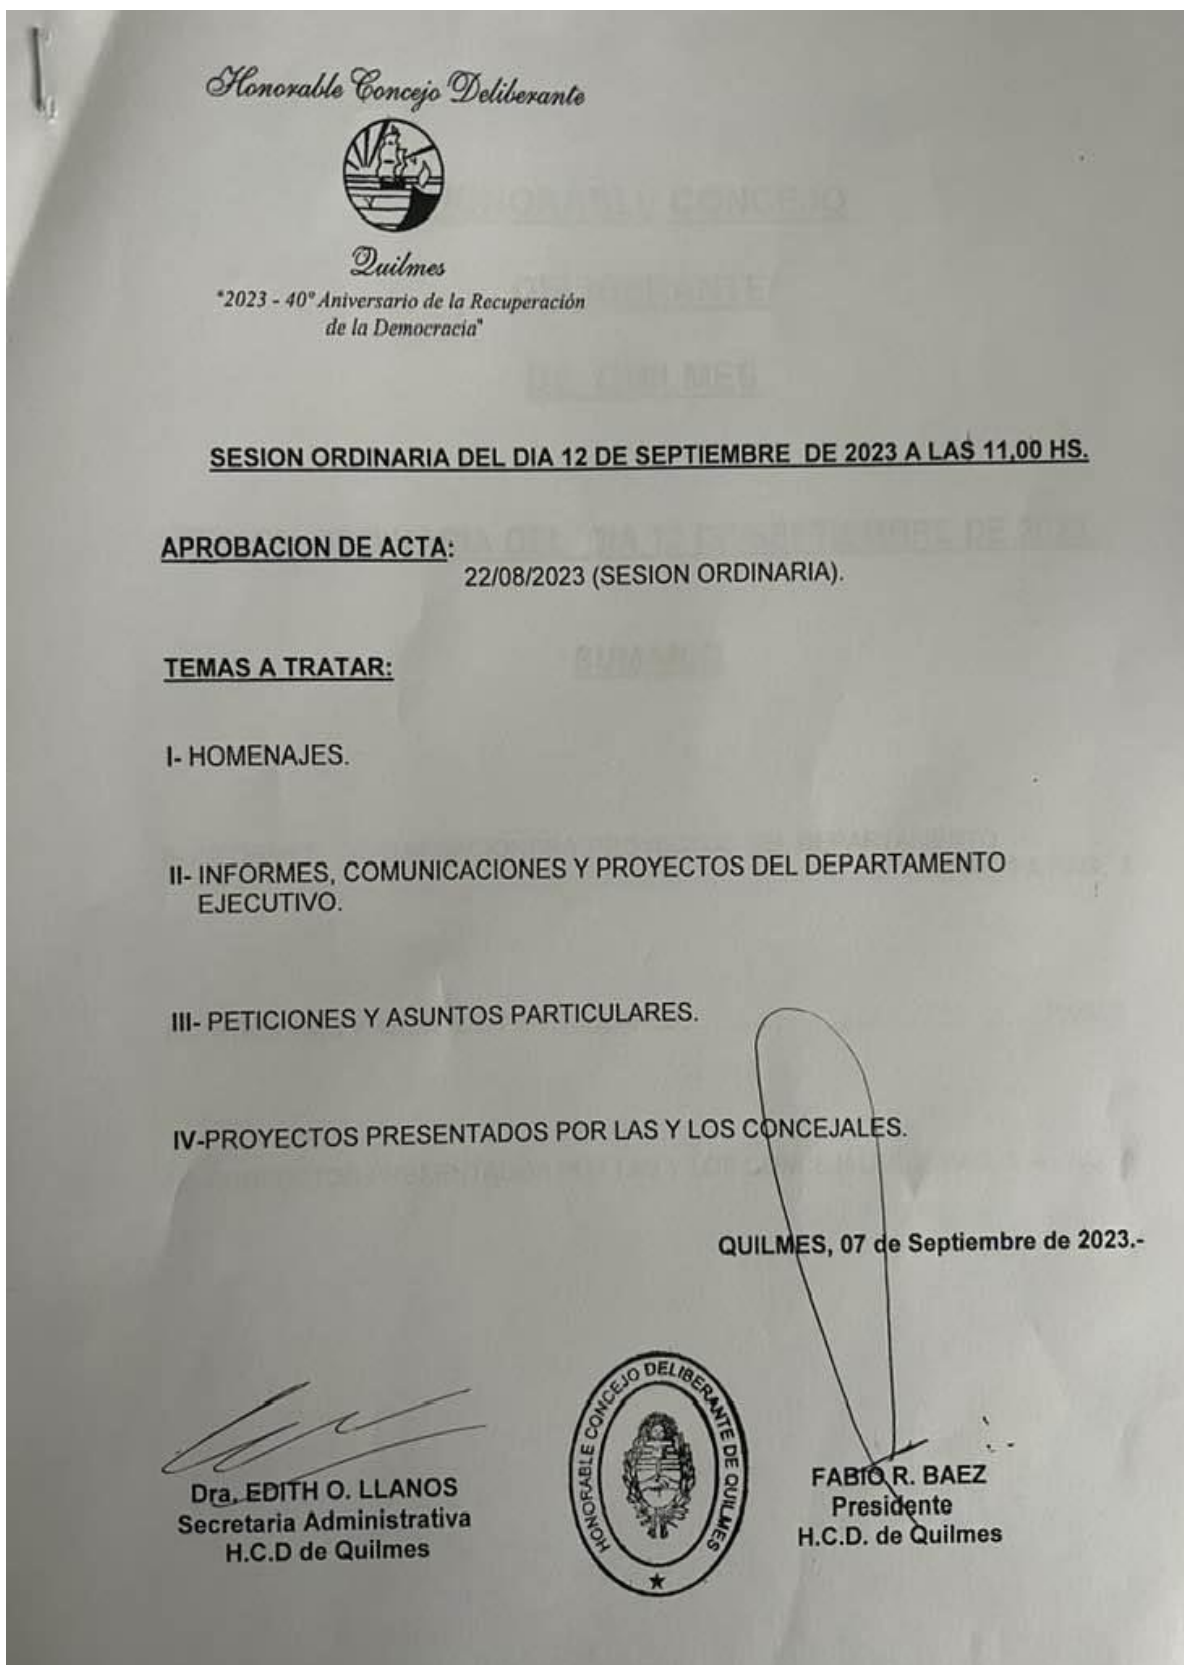 Honorable Concejo Deliberante
Quilmes
"2023 - 40º Aniversario de la Recuperación
de la Democracia"
SESION ORDINARIA DEL DIA 12 DE SEPTIEMBRE DE 2023 A LAS 11,00 HS.
APROBACION DE ACTA:
22/08/2023 (SESION ORDINARIA).
TEMAS A TRATAR:
I- HOMENAJES.
II- INFORMES, COMUNICACIONES Y PROYECTOS DEL DEPARTAMENTO
EJECUTIVO.
III- PETICIONES Y ASUNTOS PARTICULARES.
IV-PROYECTOS PRESENTADOS POR LAS Y LOS CONCEJALES.
QUILMES, 07 de Septiembre de 2023.-
Dra. EDITH O. LLANOS
Secretaria Administrativa
H.C.D de Quilmes
HONORABLE CONCEJO DELIBERANTE DE QUILMES
FABIO R. BAEZ
Presidente
H.C.D. de Quilmes